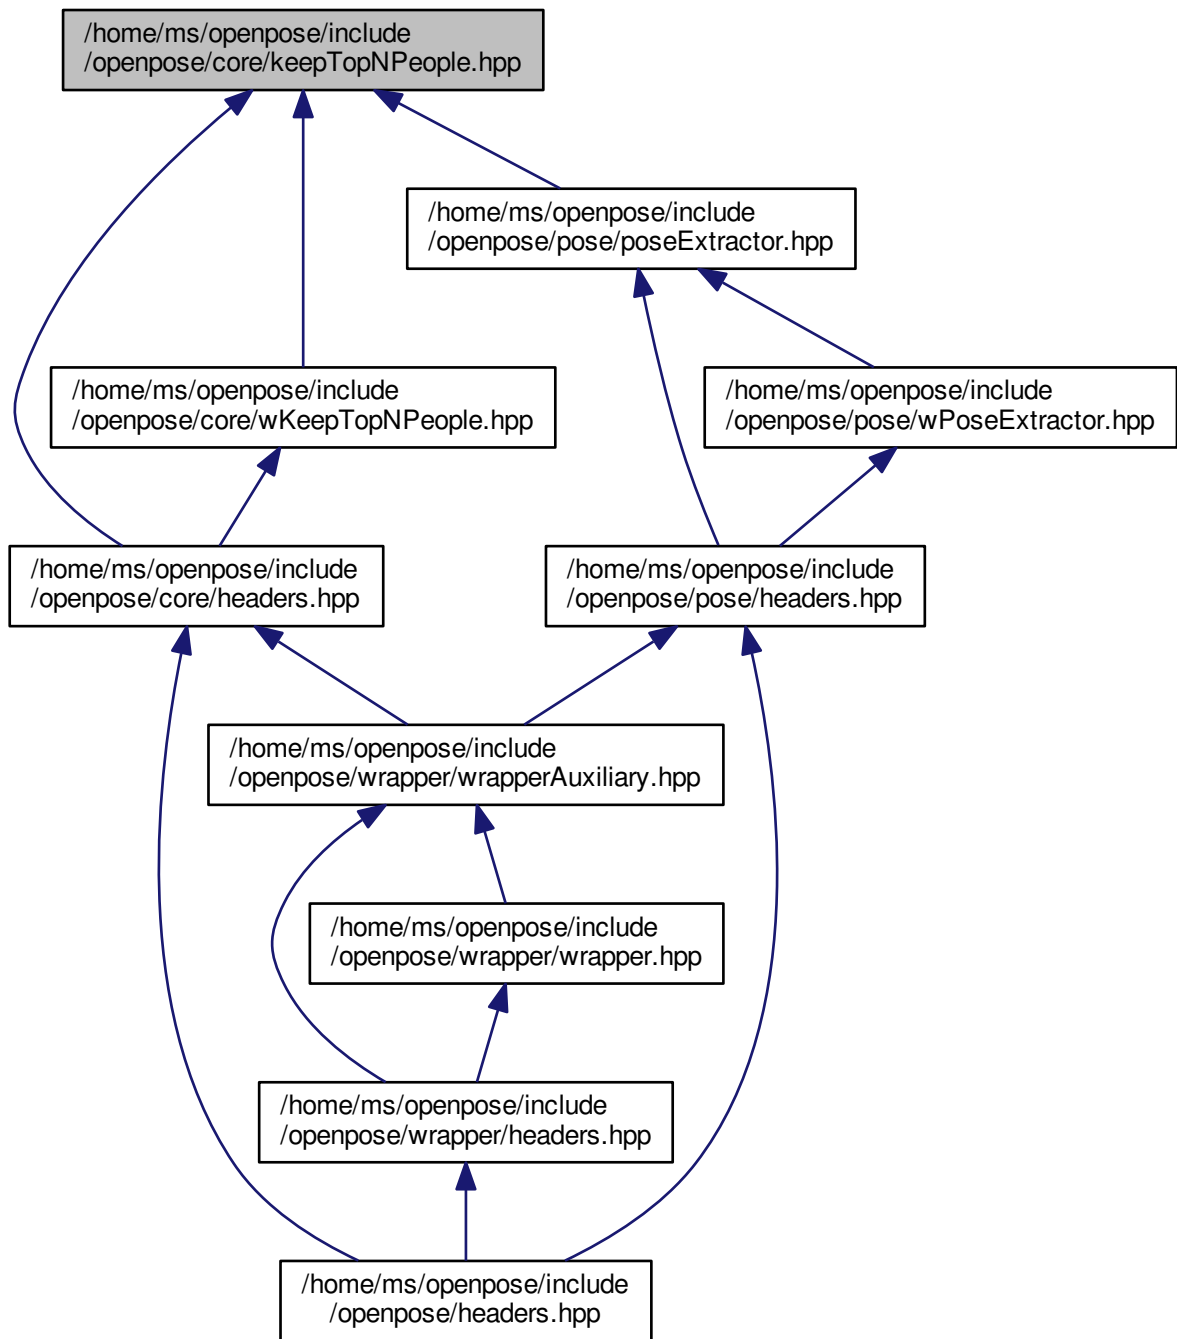 /home/ms/openpose/include
/openpose/core/keepTopNPeople.hpp
/home/ms/openpose/include
/openpose/pose/poseExtractor.hpp
/home/ms/openpose/include
/openpose/core/wKeepTopNPeople.hpp
/home/ms/openpose/include
/openpose/pose/wPoseExtractor.hpp
/home/ms/openpose/include
/openpose/core/headers.hpp
/home/ms/openpose/include
/openpose/pose/headers.hpp
/home/ms/openpose/include
/openpose/wrapper/wrapperAuxiliary.hpp
/home/ms/openpose/include
/openpose/wrapper/wrapper.hpp
/home/ms/openpose/include
/openpose/wrapper/headers.hpp
/home/ms/openpose/include
/openpose/headers.hpp